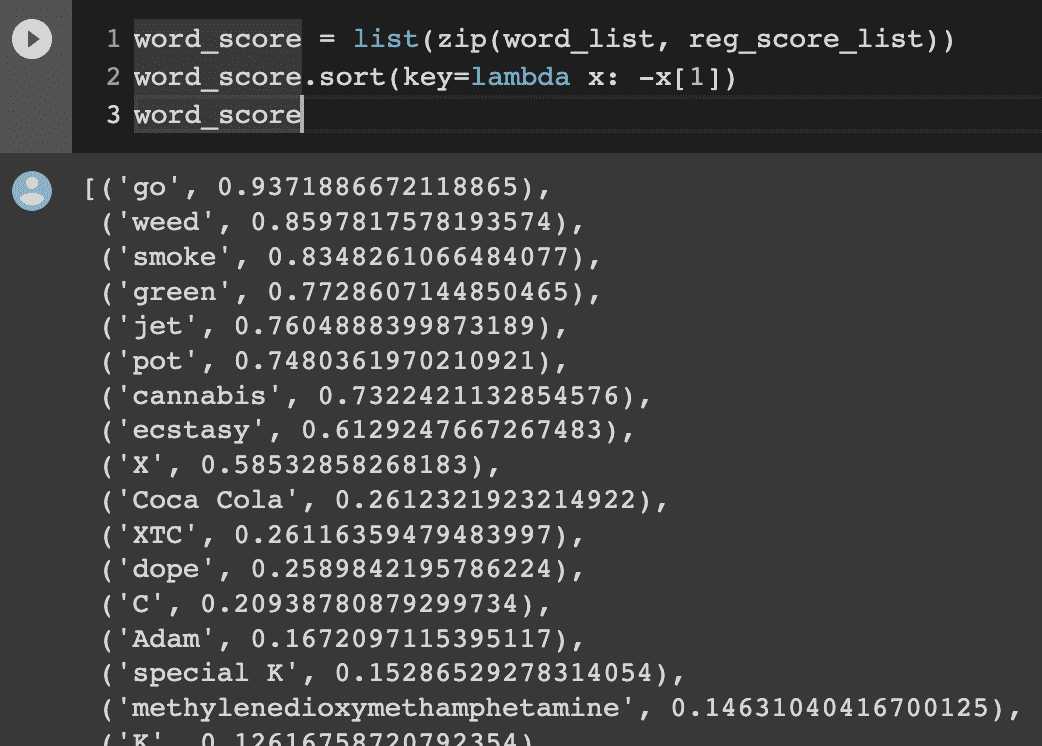 1 word_score = list(zip(word_list, reg_score_list))
2 word_score.sort(key=lambda x: -x[1])
3 word_score
[('go', 0.9371886672118865),
('weed', 0.8597817578193574),
('smoke', 0.8348261066484077),
('green', 0.7728607144850465),
('jet', 0.7604888399873189),
('pot', 0.7480361970210921),
('cannabis', 0.7322421132854576),
('ecstasy', 0.6129247667267483),
('X', 0.58532858268183),
('Coca Cola', 0.2612321923214922),
('XTC', 0.26116359479483997),
('dope', 0.2589842195786224),
('C', 0.20938780879299734),
('Adam', 0.1672097115395117),
('special K', 0.15286529278314054),
('methylenedioxymethamphetamine', 0.14631040416700125),
('K', 0.12616758720792354)